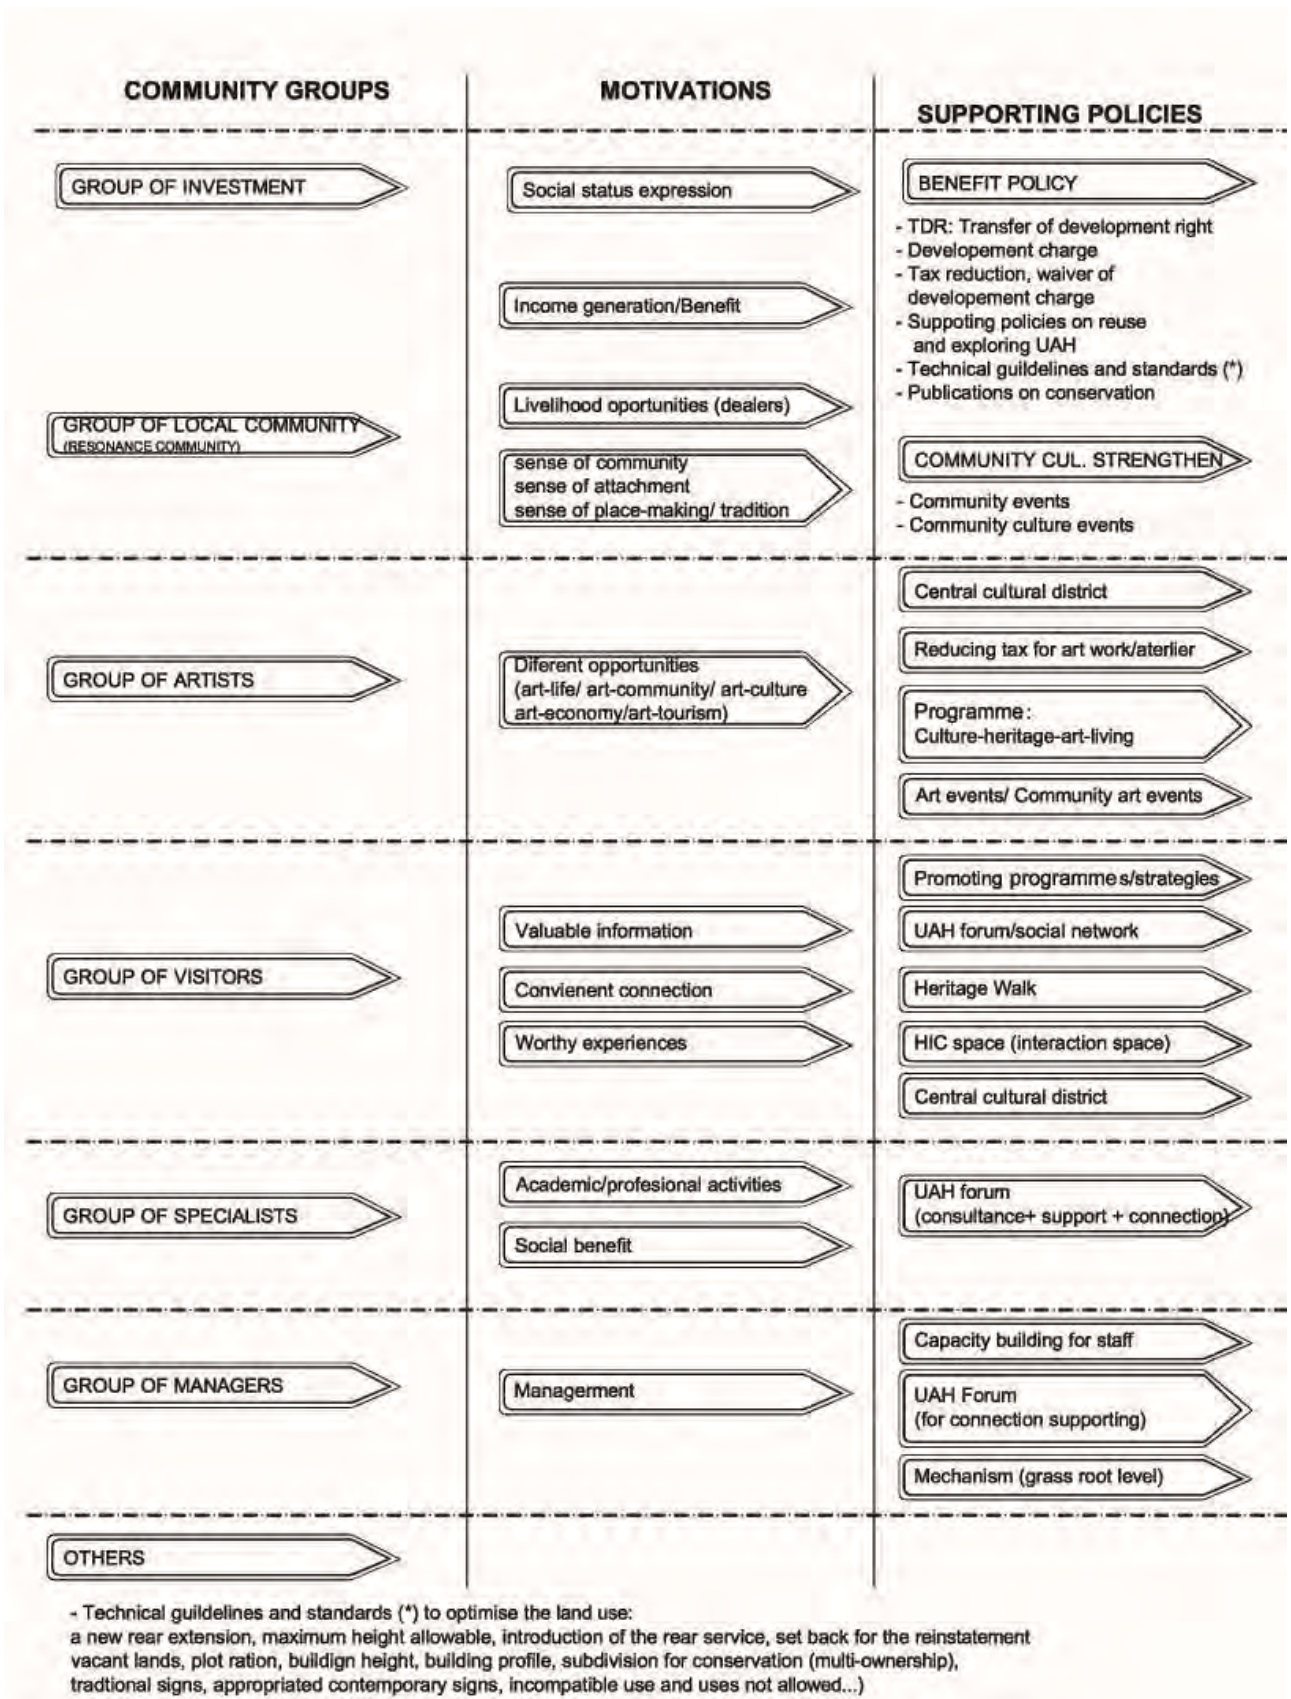 COMMUNITY GROUPS
MOTIVATIONS
SUPPORTING POLICIES
GROUP OF INVESTMENT
Social status expression
BENEFIT POLICY
- TDR: Transfer of development right
- Developement charge
- Tax reduction, waiver of
developement charge
- Suppoting policies on reuse
and exploring UAH
- Technical guildelines and standards (*)
- Publications on conservation
Income generation/Benefit
Livelihood oportunities (dealers)
GROUP OF LOCAL COMMUNITY
(RESONANCE COMMUNITY)
sense of community
sense of attachment
sense of place-making/ tradition
COMMUNITY CUL. STRENGTHEN
- Community events
- Community culture events
GROUP OF ARTISTS
Diferent opportunities
(art-life/ art-community/ art-culture
art-economy/art-tourism)
Central cultural district
Reducing tax for art work/aterlier
Programme:
Culture-heritage-art-living
Art events/ Community art events
GROUP OF VISITORS
Valuable information
Convienent connection
Worthy experiences
Promoting programmes/strategies
UAH forum/social network
Heritage Walk
HIC space (interaction space)
Central cultural district
GROUP OF SPECIALISTS
Academic/profesional activities
Social benefit
UAH forum
(consultance+ support + connection)
GROUP OF MANAGERS
Managerment
Capacity building for staff
UAH Forum
(for connection supporting)
Mechanism (grass root level)
OTHERS
- Technical guildelines and standards (*) to optimise the land use:
a new rear extension, maximum height allowable, introduction of the rear service, set back for the reinstatement
vacant lands, plot ration, buildign height, building profile, subdivision for conservation (multi-ownership),
tradtional signs, appropriated contemporary signs, incompatible use and uses not allowed...)